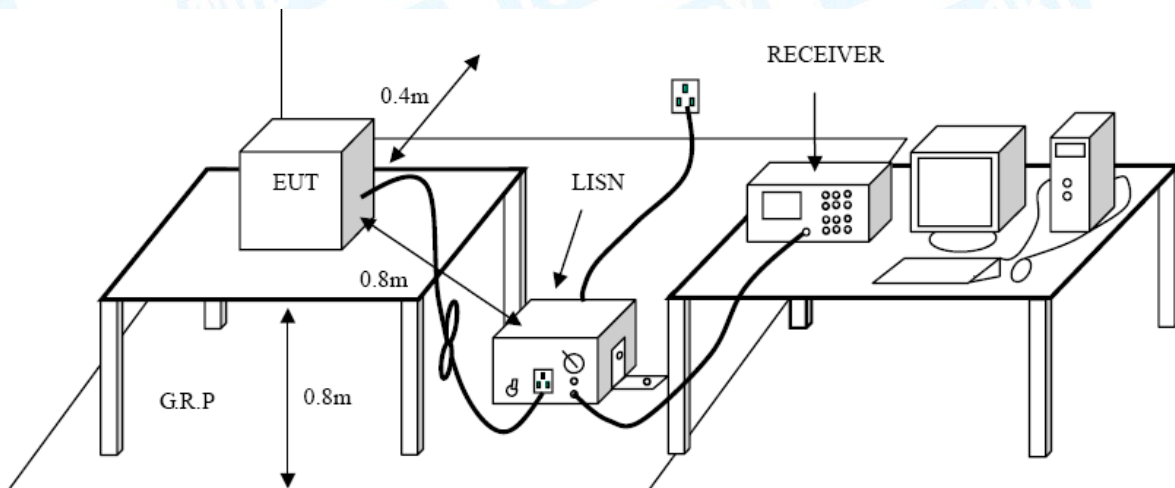 RECEIVER
0.4m
EUT
LISN
0.8m
G.R.P
0.8m